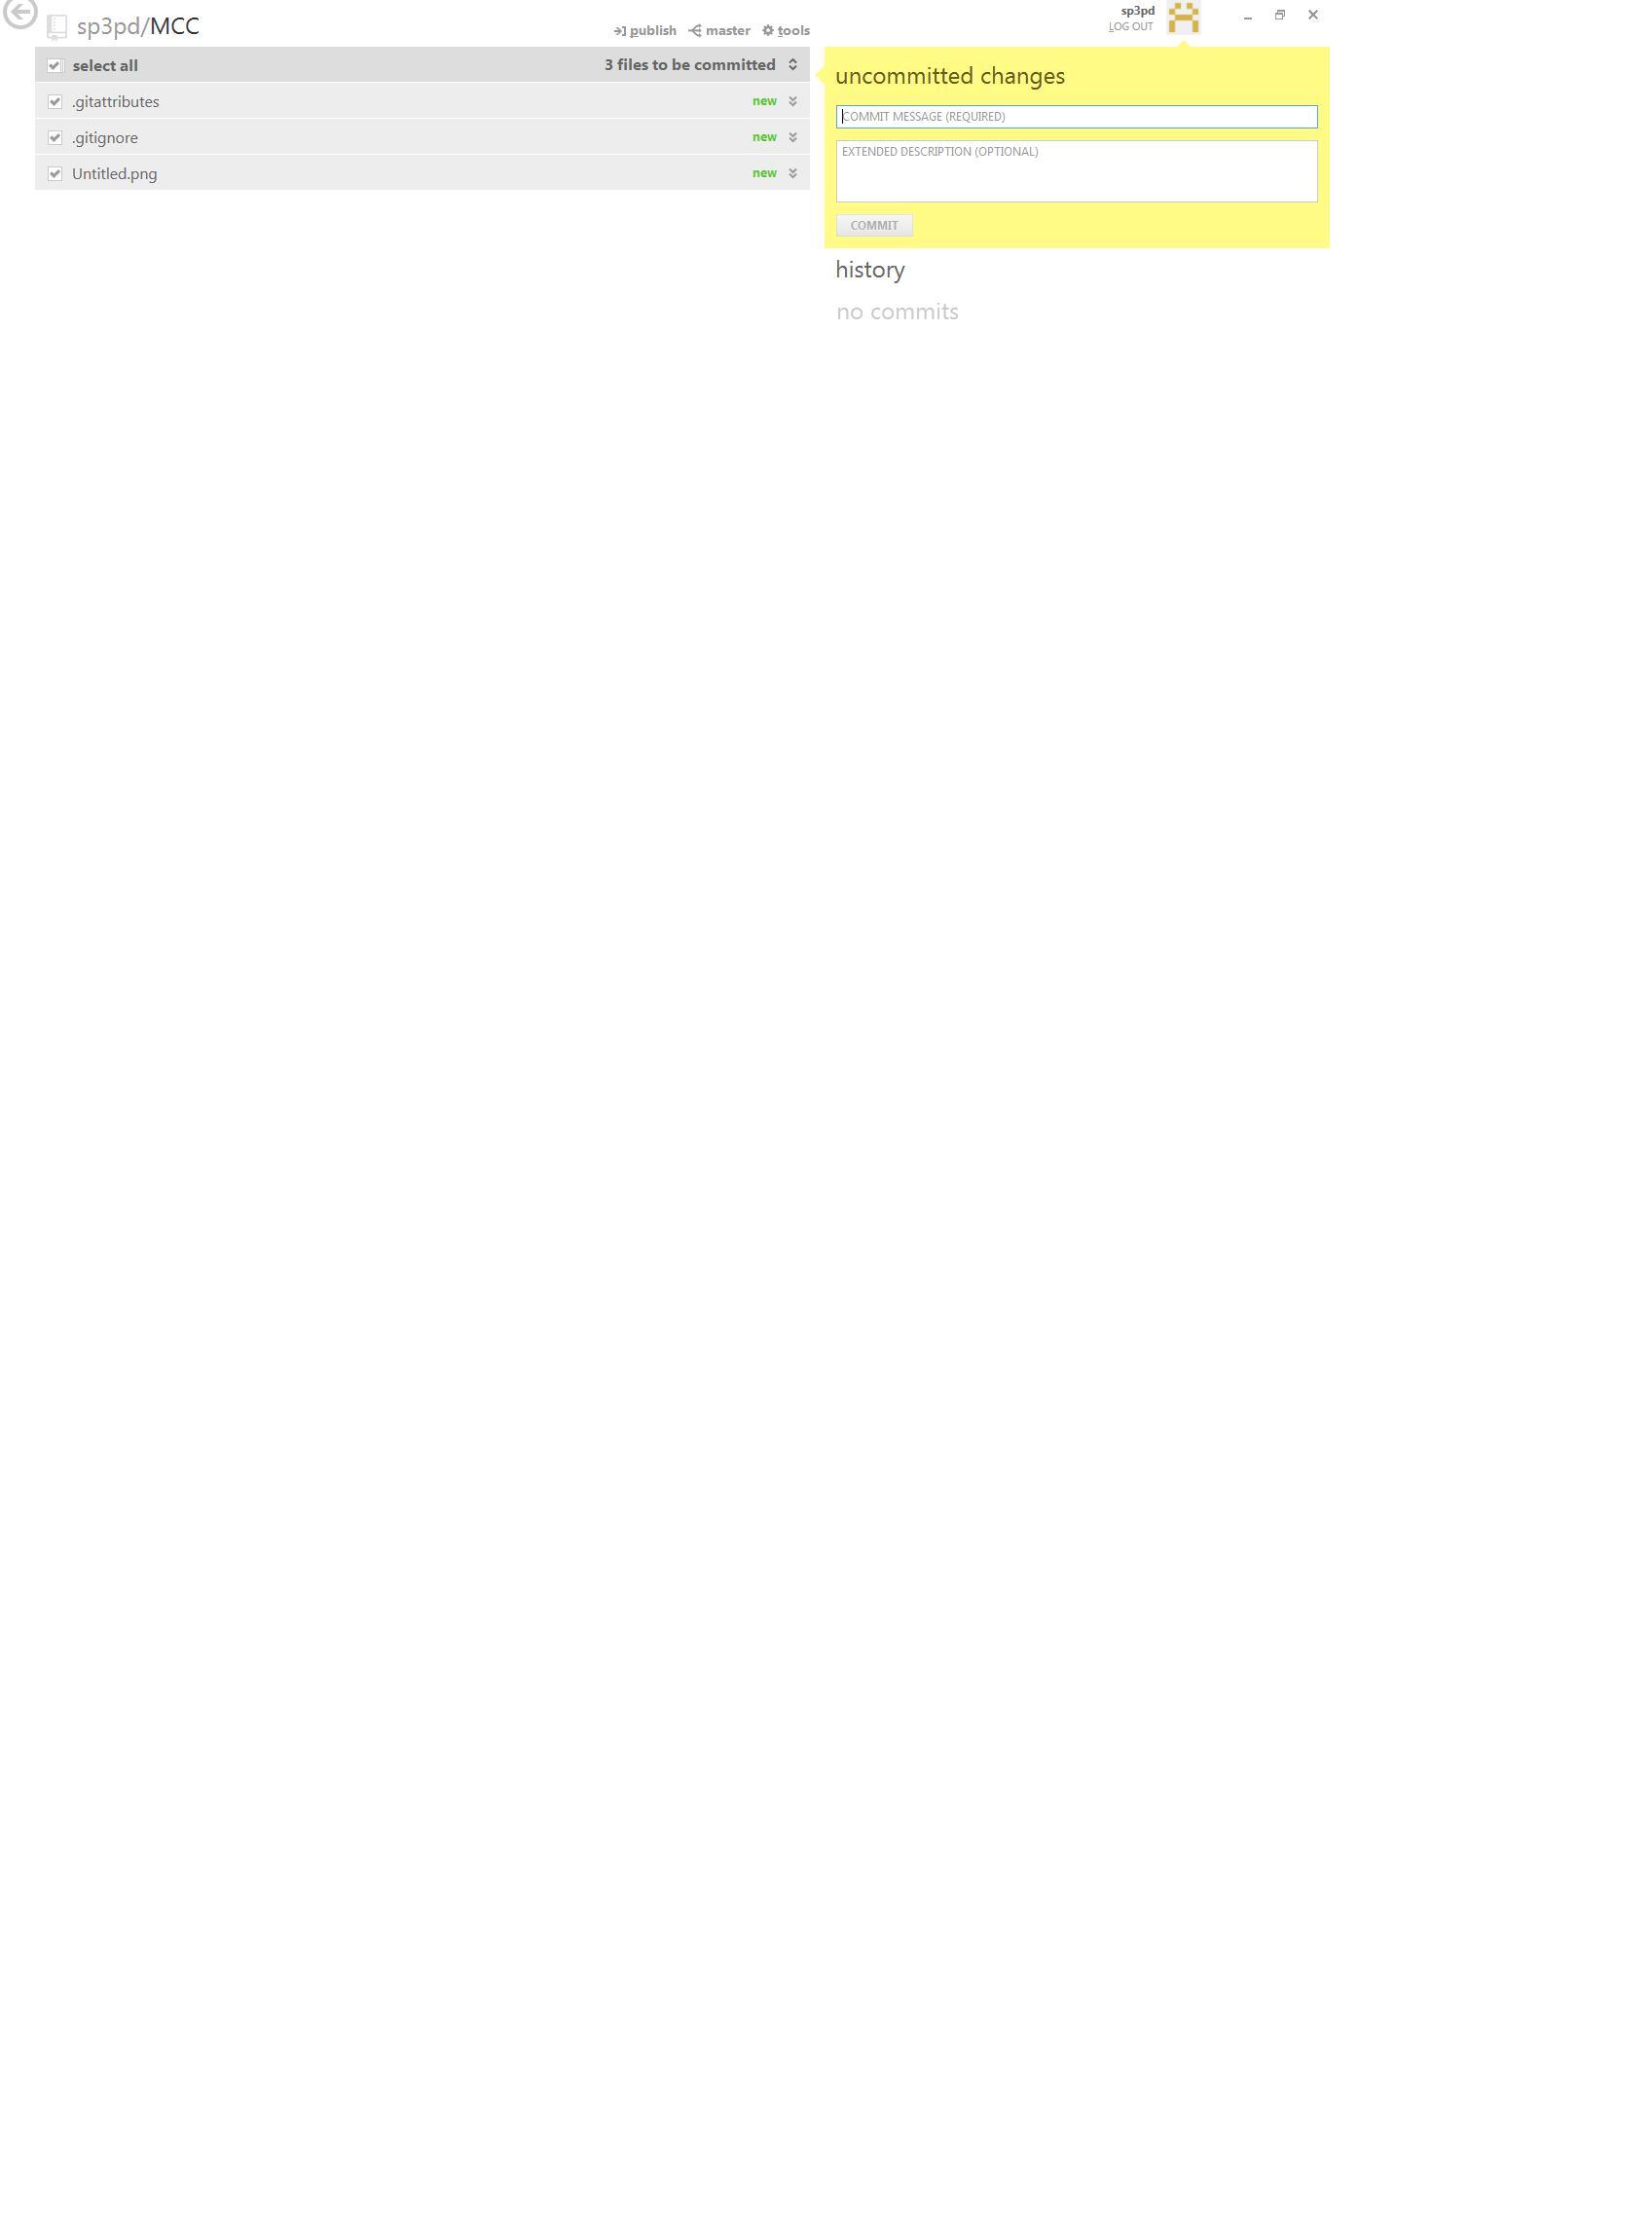 sp3pd/MCC
publish master tools
sp3pd
LOG OUT
select all 3 files to be committed
.gitattributes new
.gitignore new
Untitled.png new
uncommitted changes
COMMIT MESSAGE (REQUIRED)
EXTENDED DESCRIPTION (OPTIONAL)
COMMIT
history
no commits